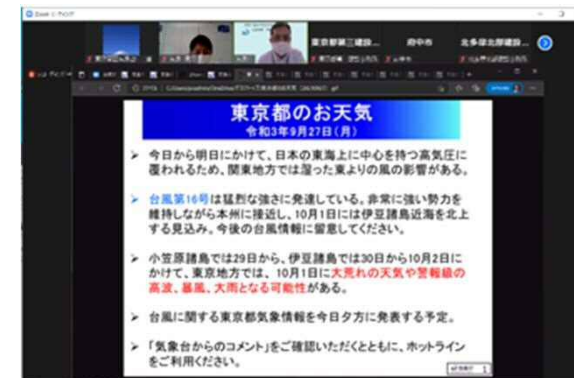 東京都第三建設...
府中市
北多摩北部建設...
東京都のお天気
令和3年9月27日(月)
➢ 今日から明日にかけて、日本の東海上に中心を持つ高気圧に
覆われるため、関東地方では湿った東よりの風の影響がある。
➢ 台風第16号は猛烈な強さに発達している。非常に強い勢力を
維持しながら本州に接近し、10月1日には伊豆諸島近海を北上
する見込み。今後の台風情報に留意してください。
➢ 小笠原諸島では29日から、伊豆諸島では30日から10月2日に
かけて、東京地方では、10月1日に大荒れの天気や警報級の
高波、暴風、大雨となる可能性がある。
➢ 台風に関する東京都気象情報を今日夕方に発表する予定。
➢ 「気象台からのコメント」をご確認いただくとともに、ホットライン
をご利用ください。
1